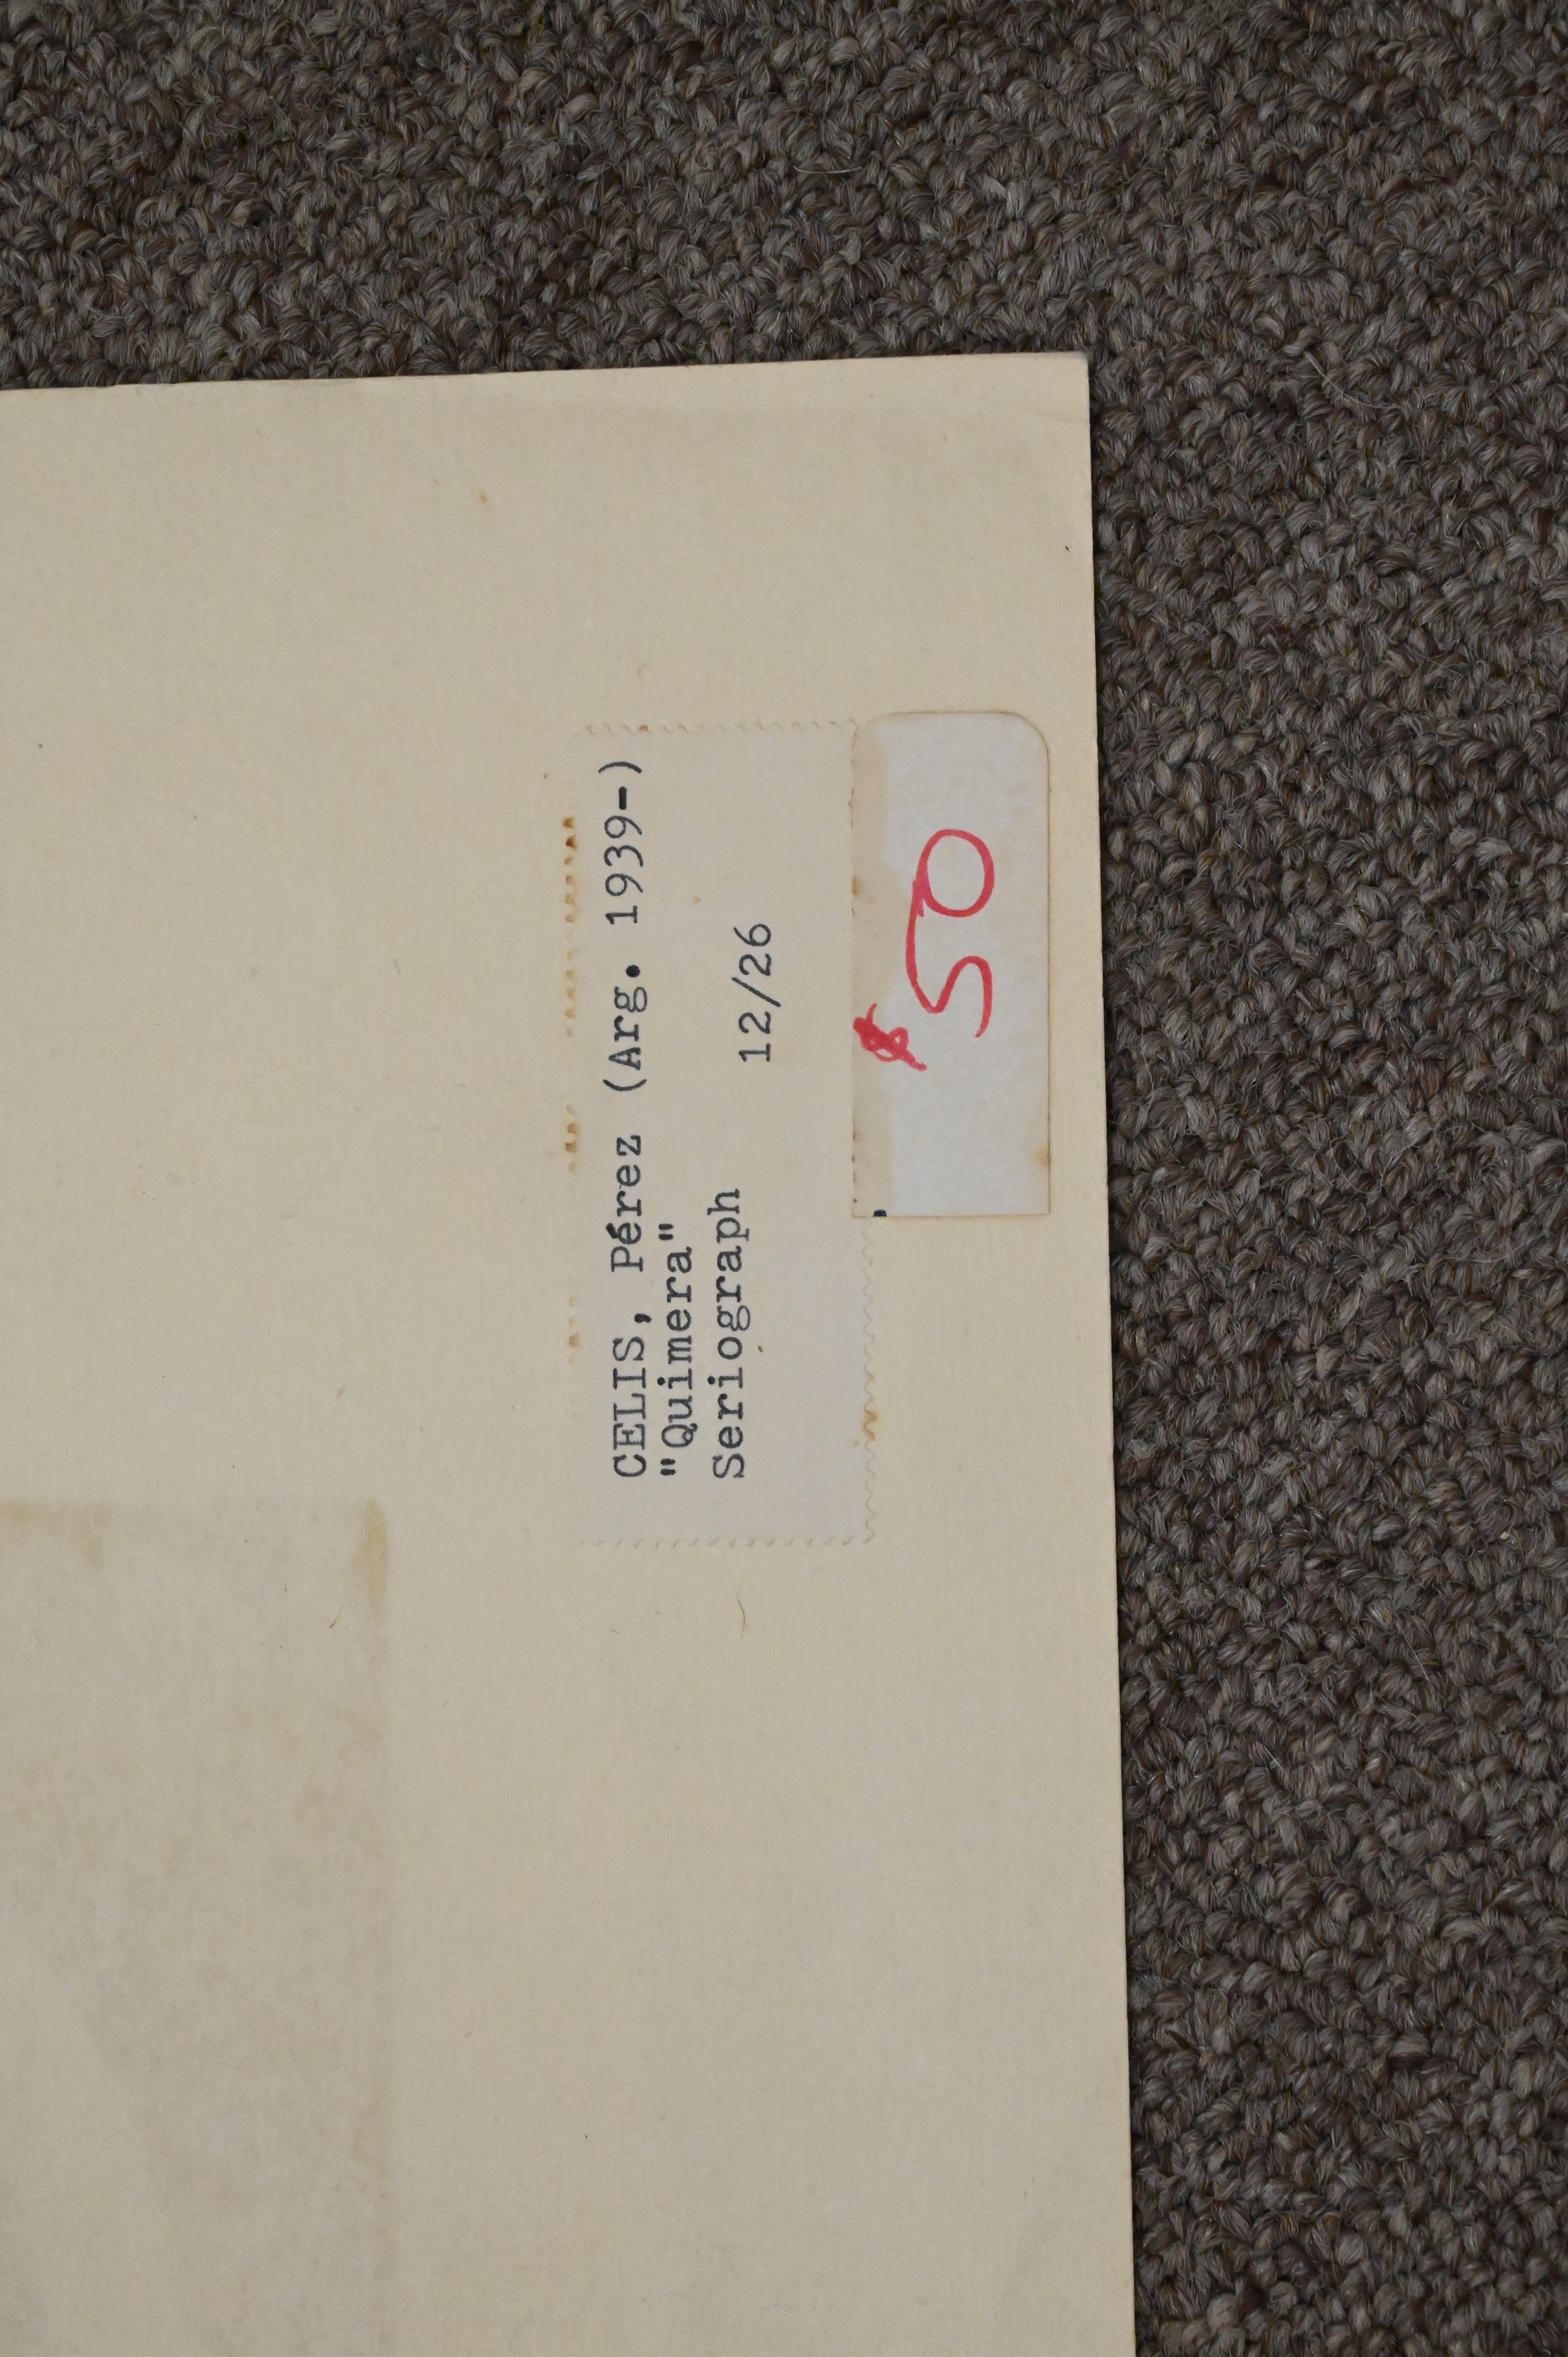 CELIS, Pérez (Arg. 1939-)
"Quimera"
Seriograph
12/26
$50